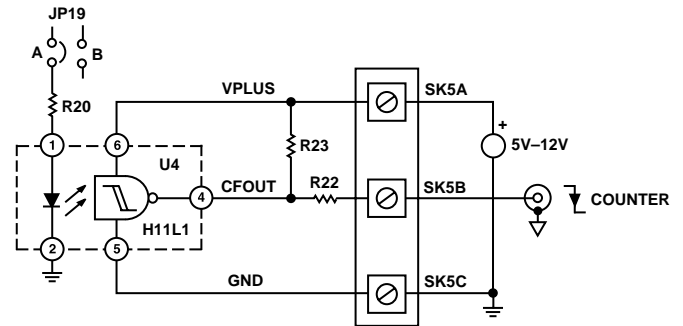 JP19
A
B
R20
VPLUS
SK5A
+
5V–12V
1
6
U4
R23
4
CFOUT
R22
SK5B
COUNTER
H11L1
2
5
GND
SK5C